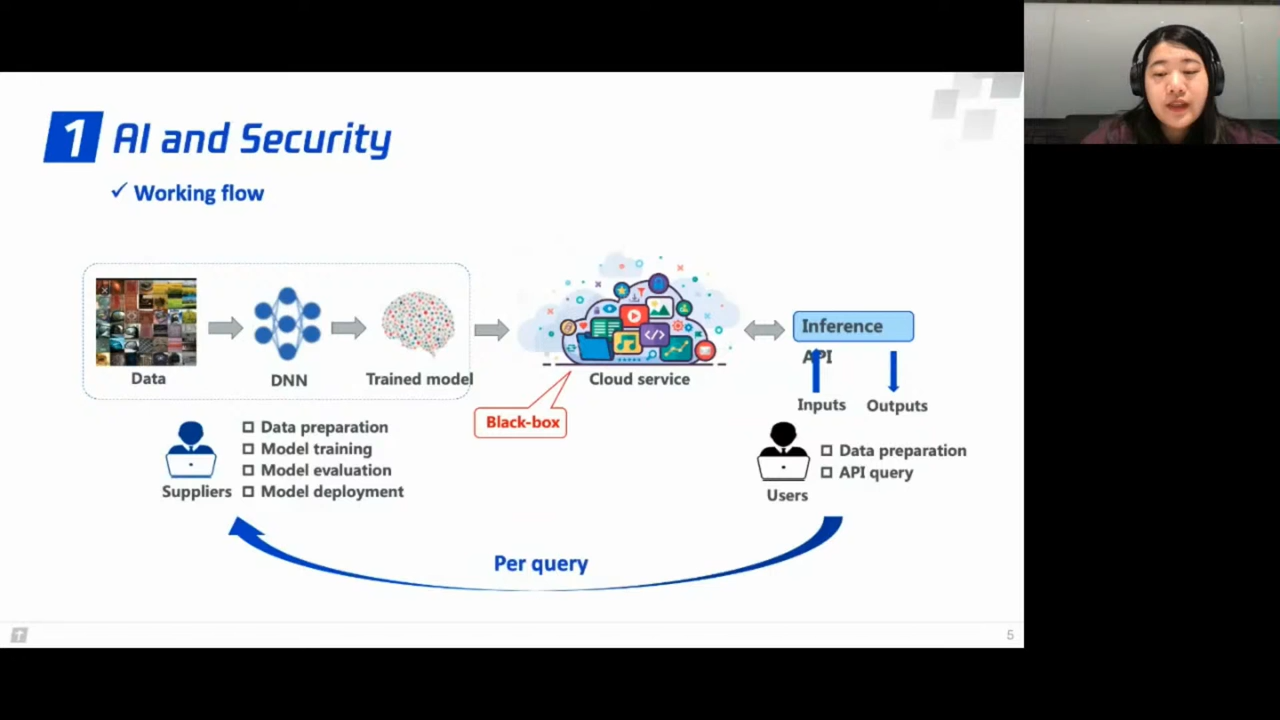 1 AI and Security
✓ Working flow
Data
DNN
Trained model
Cloud service
Black-box
Inference
API
Inputs
Outputs
Suppliers
Data preparation
Model training
Model evaluation
Model deployment
Users
Data preparation
API query
Per query
5